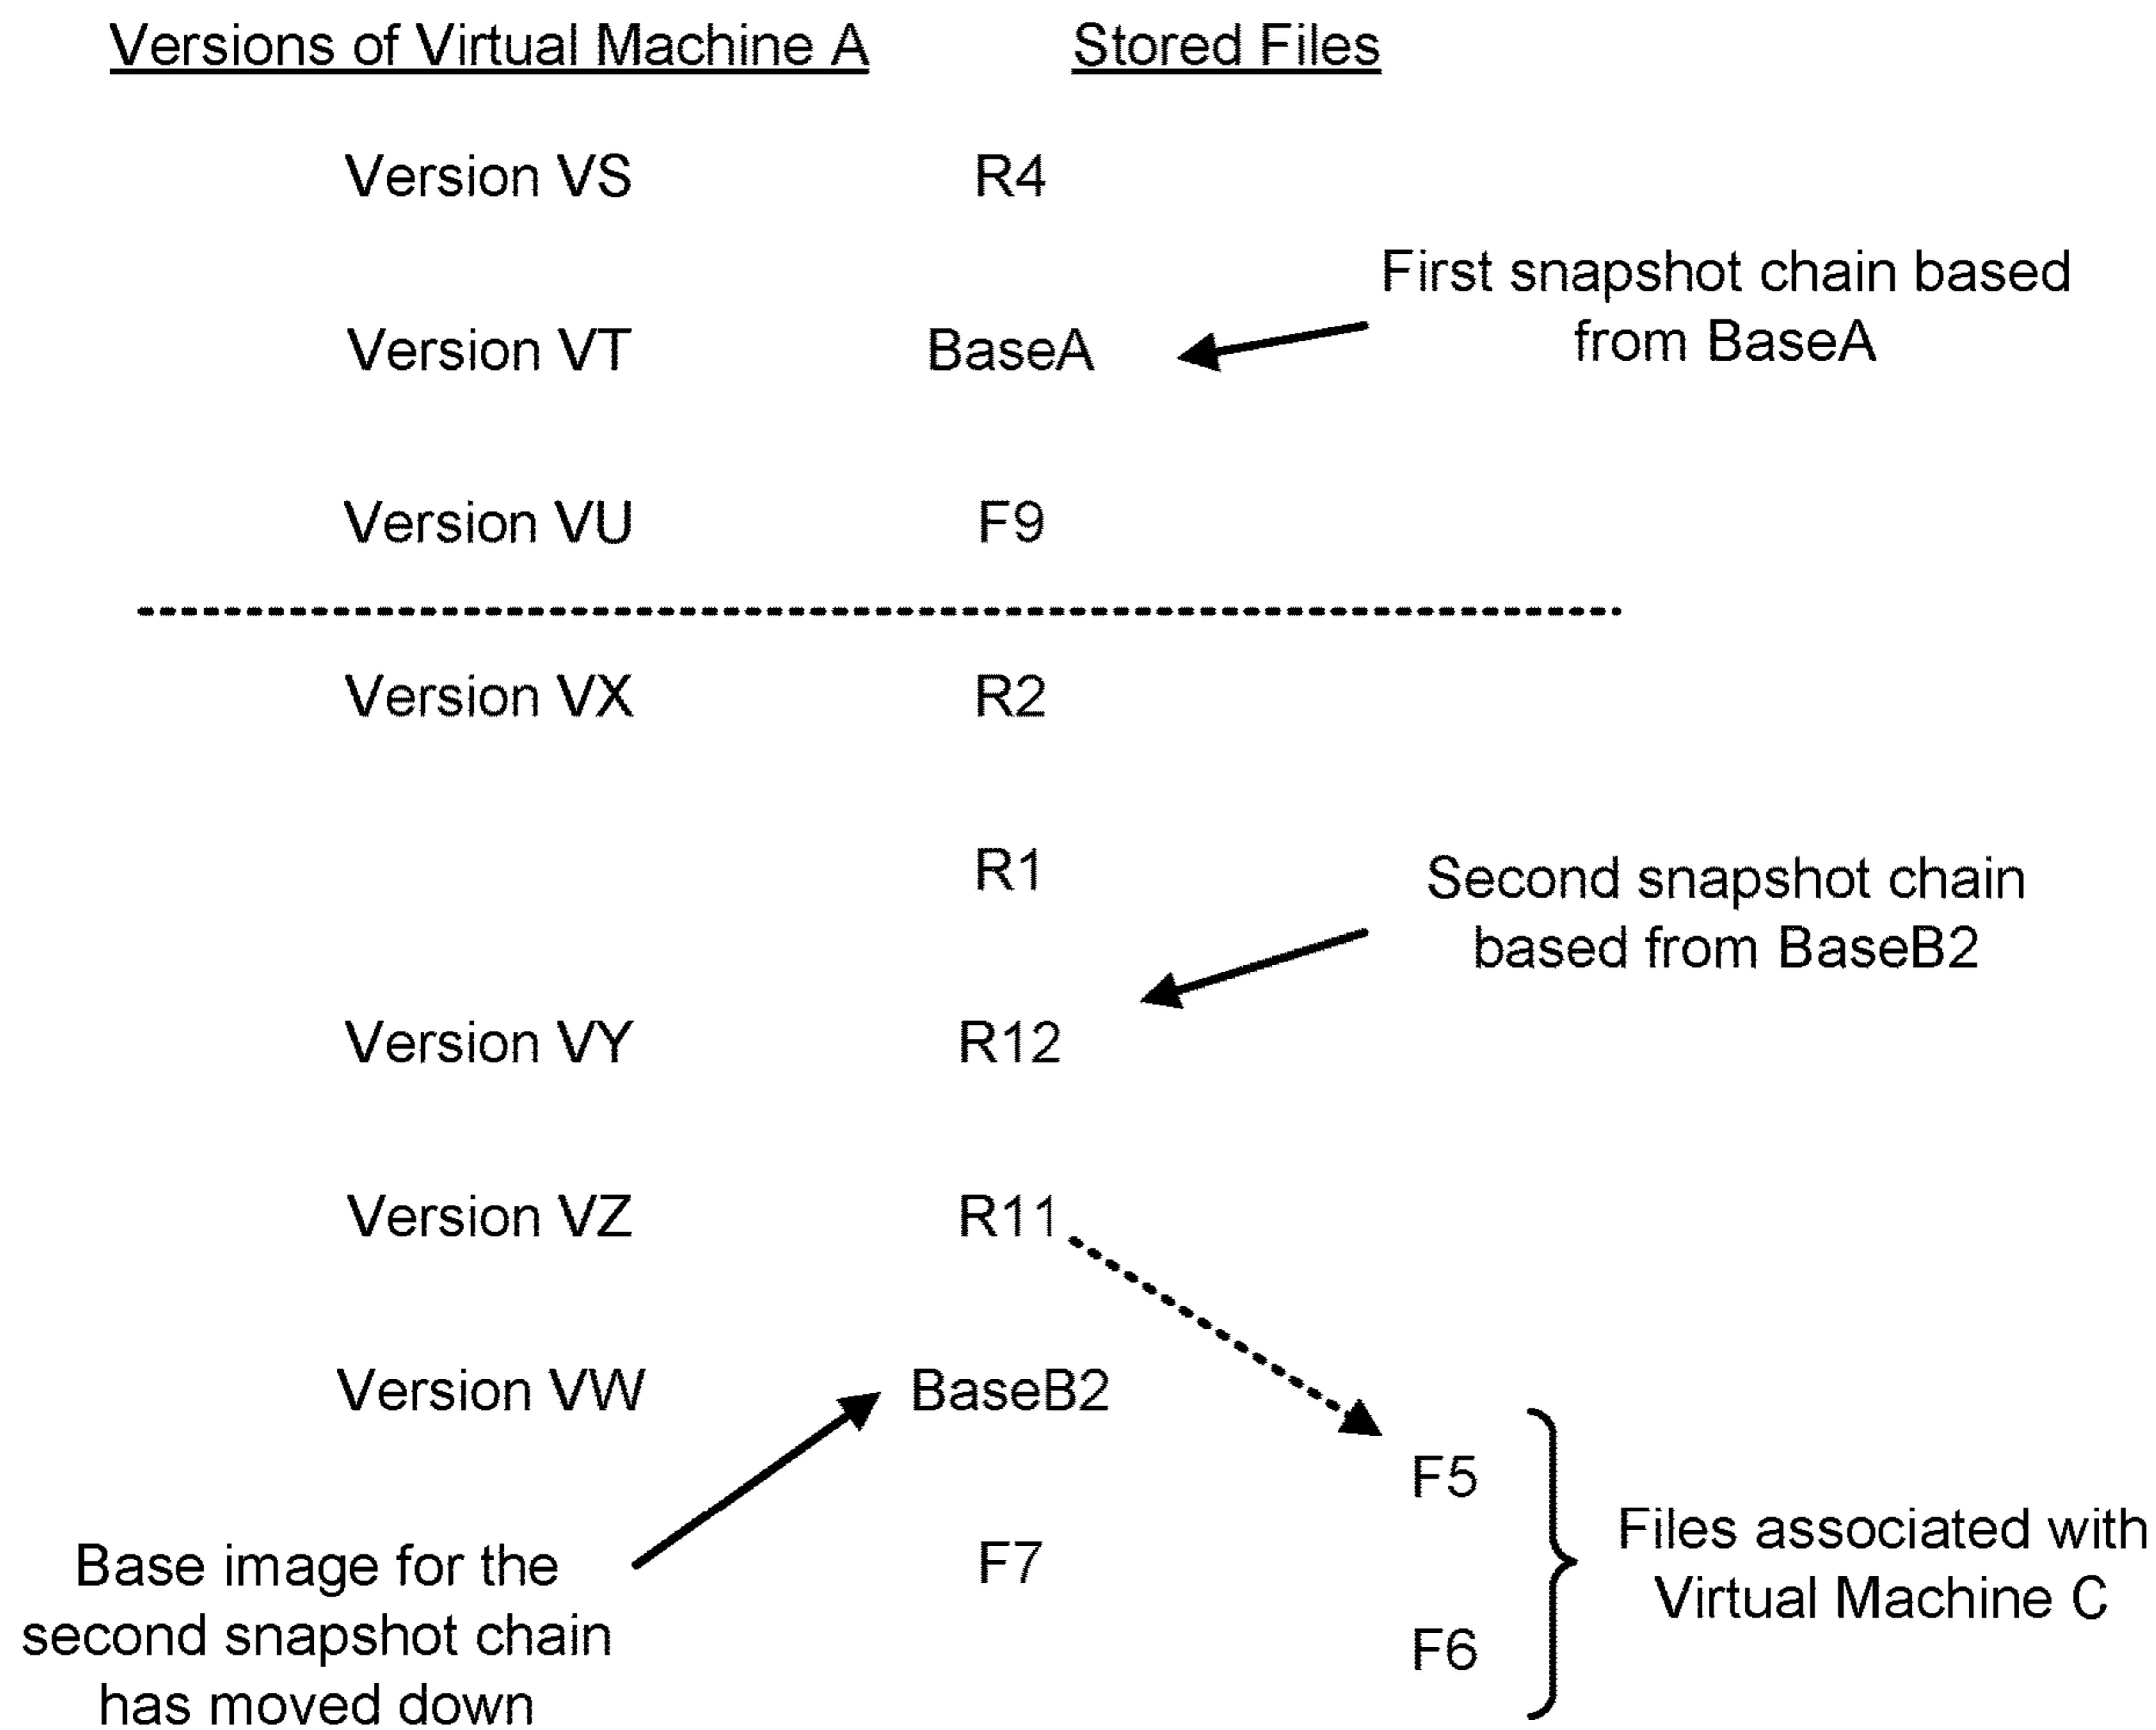 Versions of Virtual Machine A
Stored Files
Version VS
R4
First snapshot chain based
from BaseA
Version VT
BaseA
Version VU
F9
Version VX
R2
R1
Second snapshot chain
based from BaseB2
Version VY
R12
Version VZ
R11
Version VW
BaseB2
F5
Files associated with
Virtual Machine C
F7
F6
Base image for the
second snapshot chain
has moved down